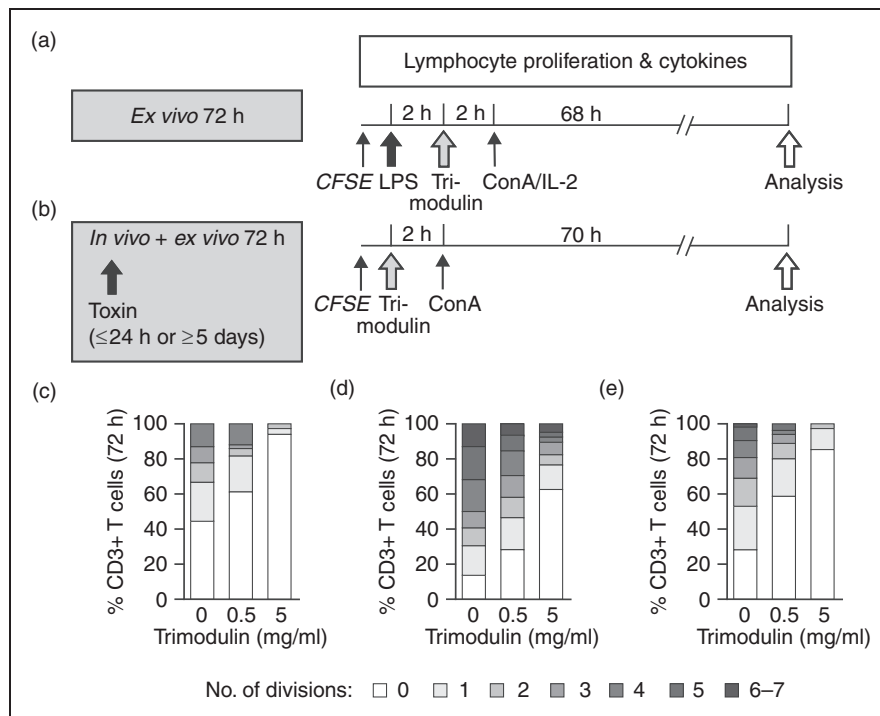 (a)
Lymphocyte proliferation & cytokines
Ex vivo 72 h
2 h 2 h 68 h
CFSE LPS Tri-
modulin ConA/IL-2 Analysis
(b)
In vivo + ex vivo 72 h
Toxin
(≤24 h or ≥5 days)
2 h 70 h
CFSE Tri-
modulin ConA Analysis
(c)
% CD3+ T cells (72 h)
100
80
60
40
20
0
0 0.5 5
Trimodulin (mg/ml)
(d)
% CD3+ T cells (72 h)
100
80
60
40
20
0
0 0.5 5
Trimodulin (mg/ml)
(e)
% CD3+ T cells (72 h)
100
80
60
40
20
0
0 0.5 5
Trimodulin (mg/ml)
No. of divisions: 0 1 2 3 4 5 6–7